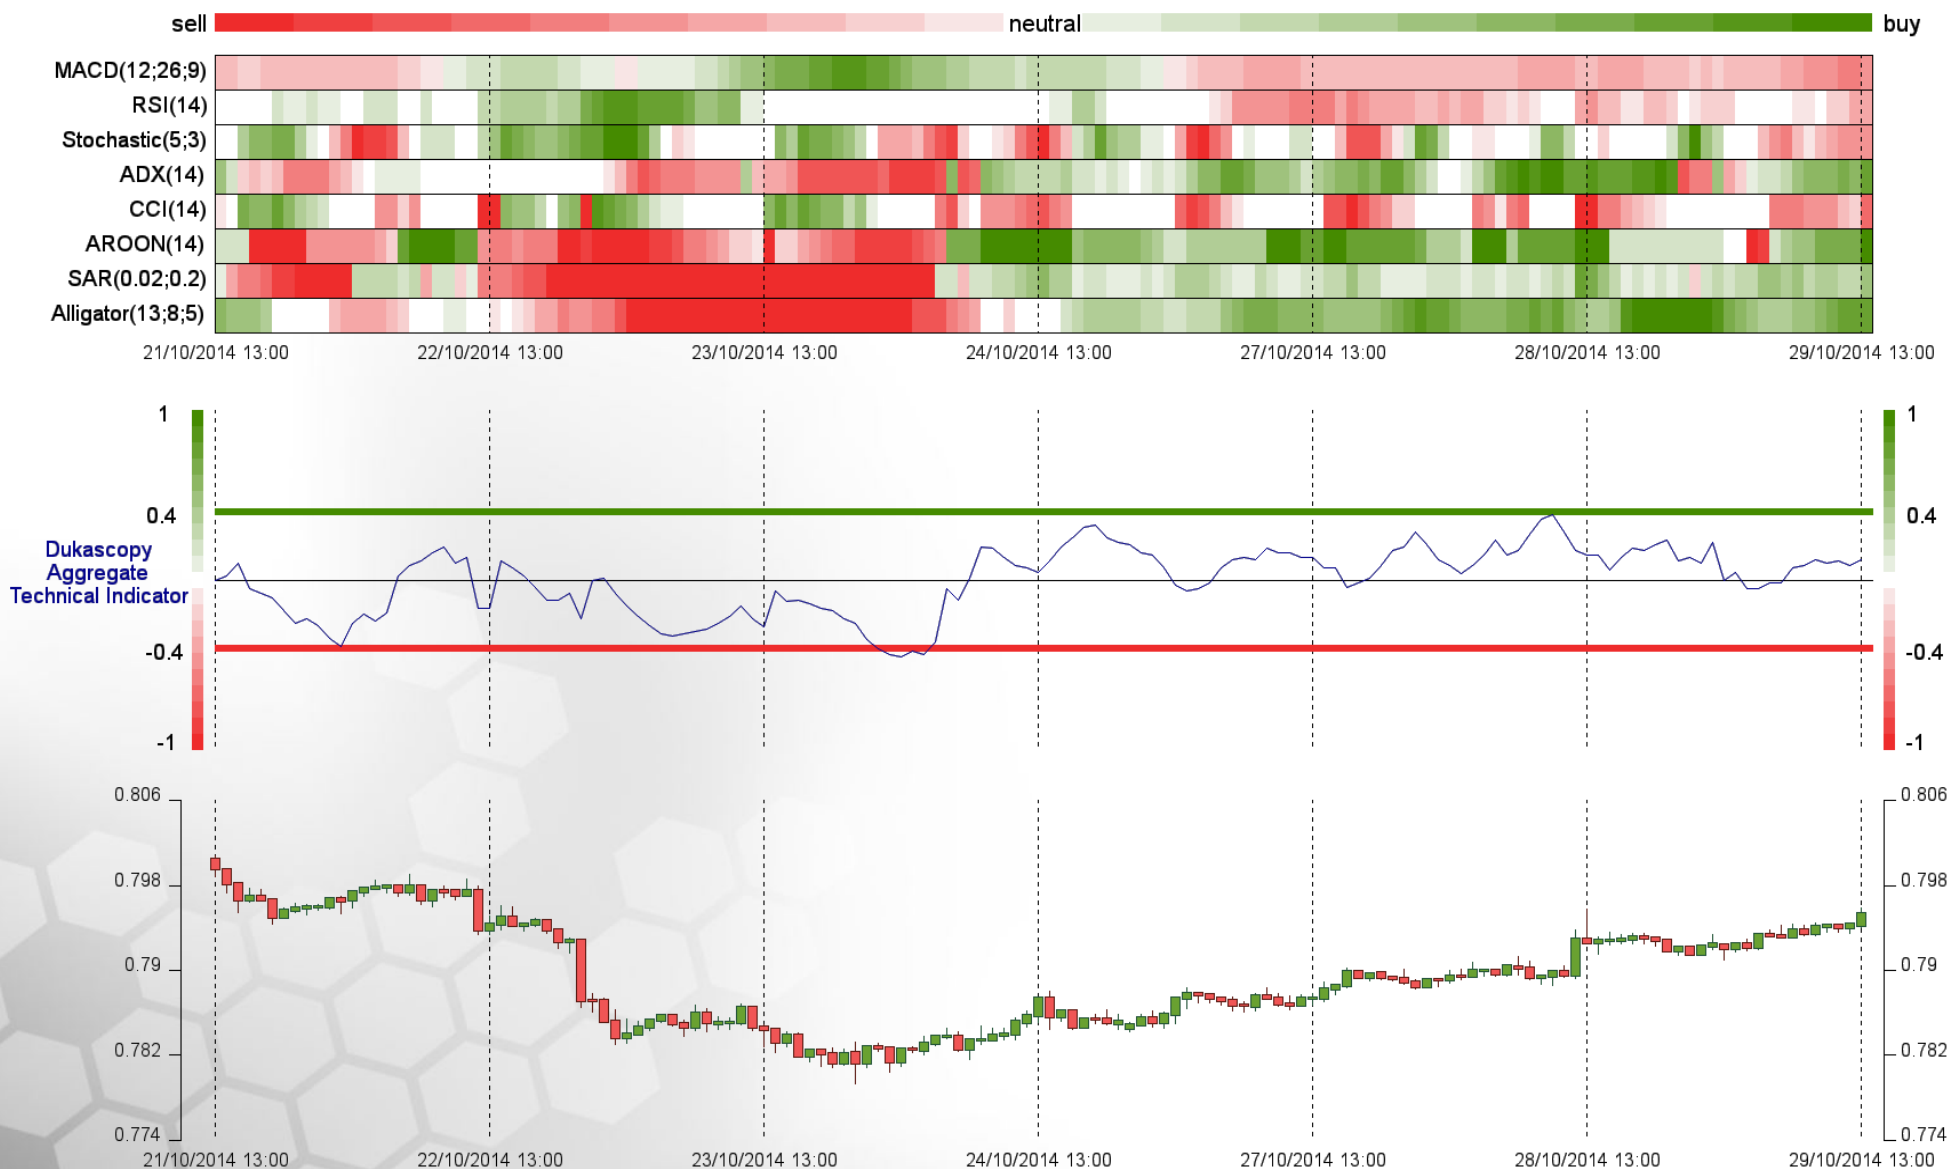 sell neutral buy
MACD(12;26;9)
RSI(14)
Stochastic(5;3)
ADX(14)
CCI(14)
AROON(14)
SAR(0.02;0.2)
Alligator(13;8;5)
21/10/2014 13:00 22/10/2014 13:00 23/10/2014 13:00 24/10/2014 13:00 27/10/2014 13:00 28/10/2014 13:00 29/10/2014 13:00
1 1
0.4 0.4
Dukascopy
Aggregate
Technical Indicator
-0.4 -0.4
-1 -1
0.806 0.806
0.798 0.798
0.79 0.79
0.782 0.782
0.774 0.774
21/10/2014 13:00 22/10/2014 13:00 23/10/2014 13:00 24/10/2014 13:00 27/10/2014 13:00 28/10/2014 13:00 29/10/2014 13:00